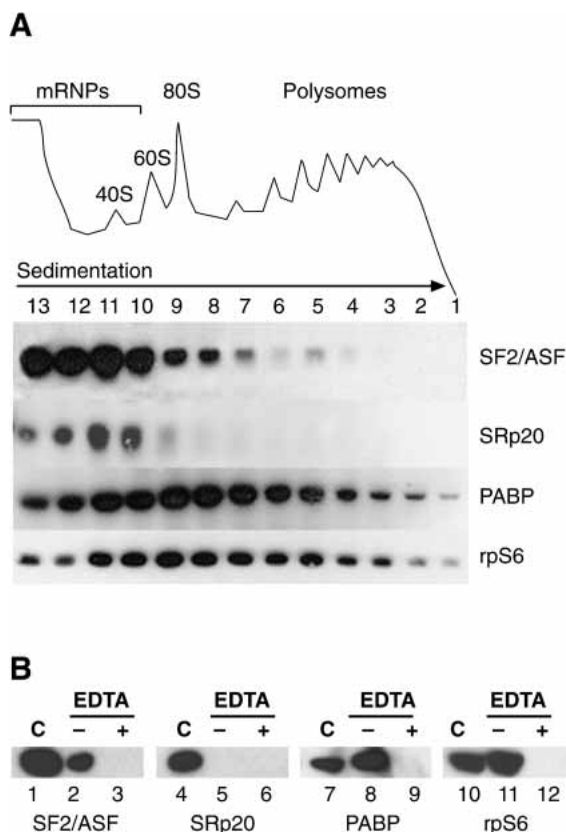 A
mRNPs 80S Polysomes
60S
40S
Sedimentation
13 12 11 10 9 8 7 6 5 4 3 2 1
SF2/ASF
SRp20
PABP
rpS6
B
EDTA EDTA EDTA EDTA
C – + C – + C – + C – +
1 2 3 4 5 6 7 8 9 10 11 12
SF2/ASF SRp20 PABP rpS6